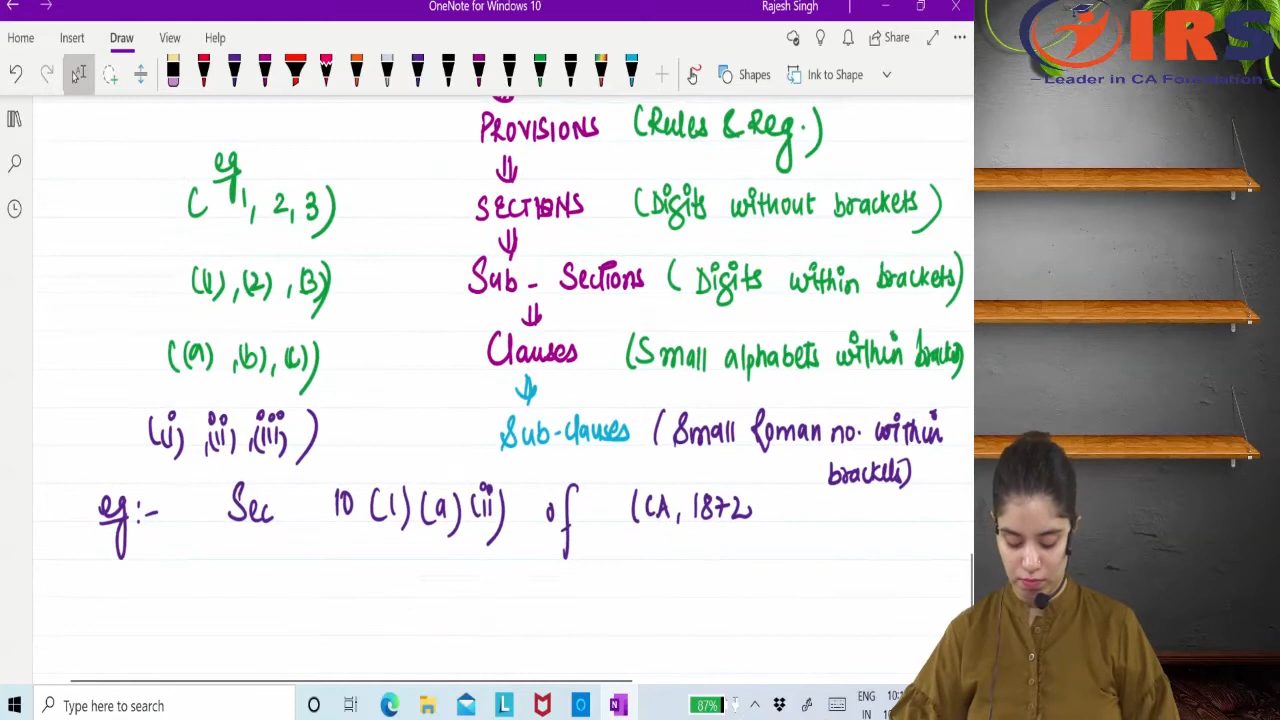 OneNote for Windows 10
Rajesh Singh
IRS
Leader in CA Foundation
Home Insert Draw View Help
Share
Shapes
Ink to Shape
PROVISIONS (Rules & Reg.)
(eg 1, 2, 3) SECTIONS (Digits without brackets)
(1), (2), (3) Sub - Sections (Digits within brackets)
((a), (b), (c)) Clauses (Small alphabets within brackets)
(i), (ii), (iii) Sub-clauses (Small Roman no. within
brackets)
eg:- Sec 10 (1) (a) (ii) of ICA, 1872
Type here to search
87%
ENG
IN